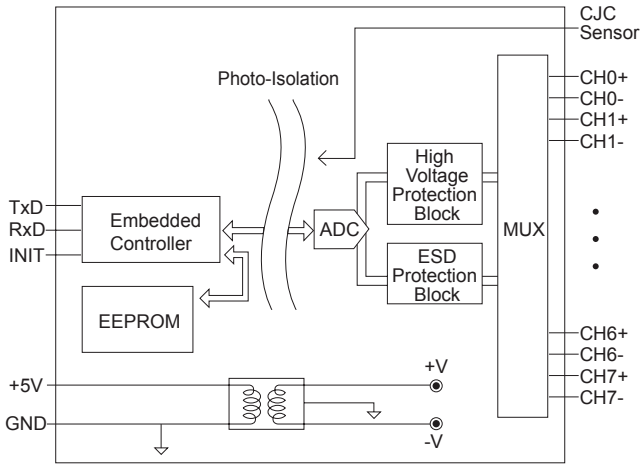 CJC
Sensor
Photo-Isolation
CH0+
CH0-
CH1+
CH1-
High
Voltage
Protection
Block
TxD
RxD
INIT
Embedded
Controller
ADC
MUX
ESD
Protection
Block
EEPROM
CH6+
CH6-
CH7+
CH7-
+5V
GND
+V
-V